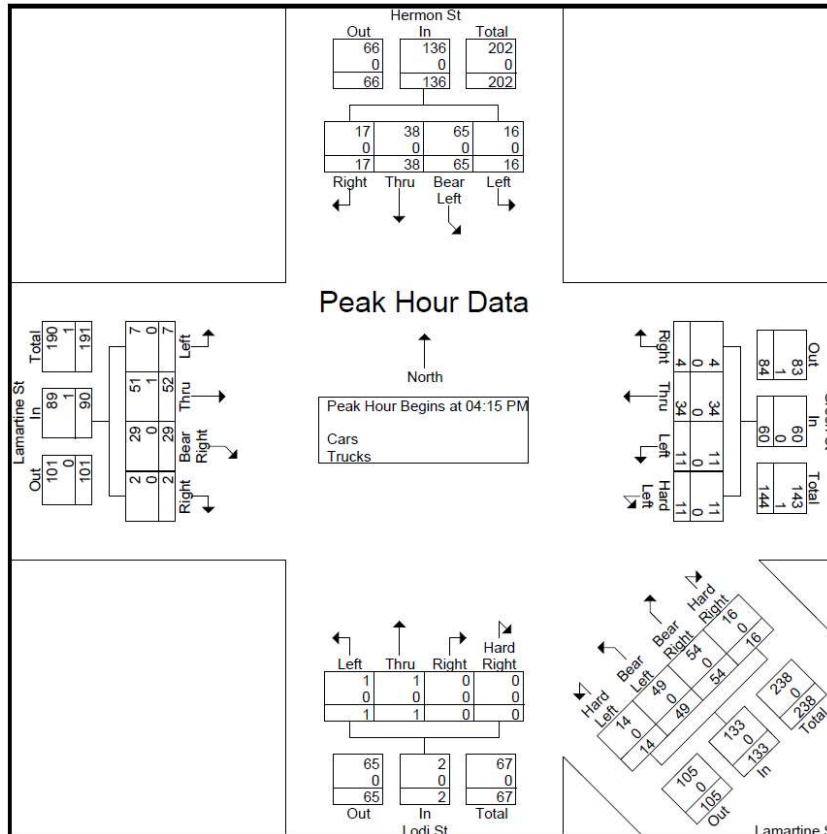 Hermon St
Out In Total
66 136 202
0 0 0
66 136 202
17 38 65 16
0 0 0 0
17 38 65 16
Right Thru Bear Left
Left
Peak Hour Data
North
Peak Hour Begins at 04:15 PM
Cars
Trucks
Lamartine St
Out In Total
101 89 190
0 1 1
101 90 191
2 29 51 7
0 0 1 0
2 29 52 7
Right Bear Thru Left
Right
Out In Total
83 60 143
1 0 1
84 60 144
4 34 11 11
0 0 0 0
4 34 11 11
Right Thru Left Hard
Left
Hard Bear Bear Hard
Left Left Right Right
14 49 54 16
0 0 0 0
14 49 54 16
105 133 238
0 0 0
105 133 238
Out In Total
Lamartine S
Hard
Left Thru Right Right
1 1 0 0
0 0 0 0
1 1 0 0
65 2 67
0 0 0
65 2 67
Out In Total
Lodi St